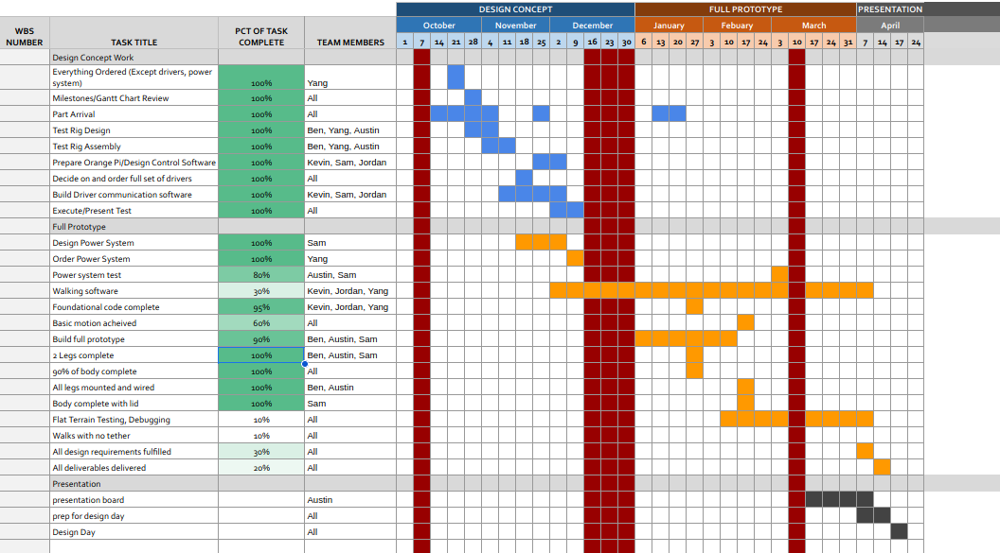 DESIGN CONCEPT FULL PROTOTYPE PRESENTATION
October November December January Febuary March April
WBS NUMBER TASK TITLE PCT OF TASK COMPLETE TEAM MEMBERS 1 7 14 21 28 4 11 18 25 2 9 16 23 30 6 13 20 27 3 10 17 24 3 10 17 24 31 7 14 17 24
Design Concept Work
Everything Ordered (Except drivers, power
system) 100% Yang
Milestones/Gantt Chart Review 100% All
Part Arrival 100% All
Test Rig Design 100% Ben, Yang, Austin
Test Rig Assembly 100% Ben, Yang, Austin
Prepare Orange Pi/Design Control Software 100% Kevin, Sam, Jordan
Decide on and order full set of drivers 100% All
Build Driver communication software 100% Kevin, Sam, Jordan
Execute/Present Test 100% All
Full Prototype
Design Power System 100% Sam
Order Power System 100% Yang
Power system test 80% Austin, Sam
Walking software 30% Kevin, Jordan, Yang
Foundational code complete 95% Kevin, Jordan, Yang
Basic motion acheived 60% All
Build full prototype 90% Ben, Austin, Sam
2 Legs complete 100% Ben, Austin, Sam
90% of body complete 100% All
All legs mounted and wired 100% Ben, Austin
Body complete with lid 100% Sam
Flat Terrain Testing, Debugging 10% All
Walks with no tether 10% All
All design requirements fulfilled 30% All
All deliverables delivered 20% All
Presentation
presentation board Austin
prep for design day All
Design Day All